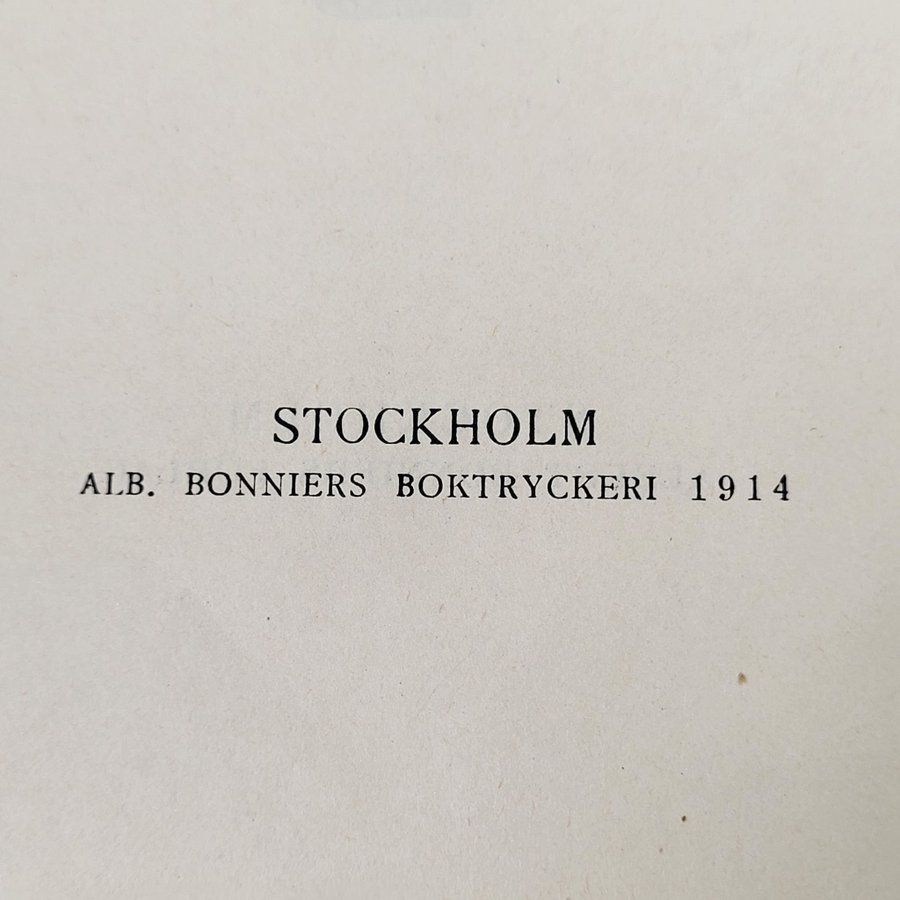 STOCKHOLM
ALB. BONNIERS BOKTRYCKERI 1914